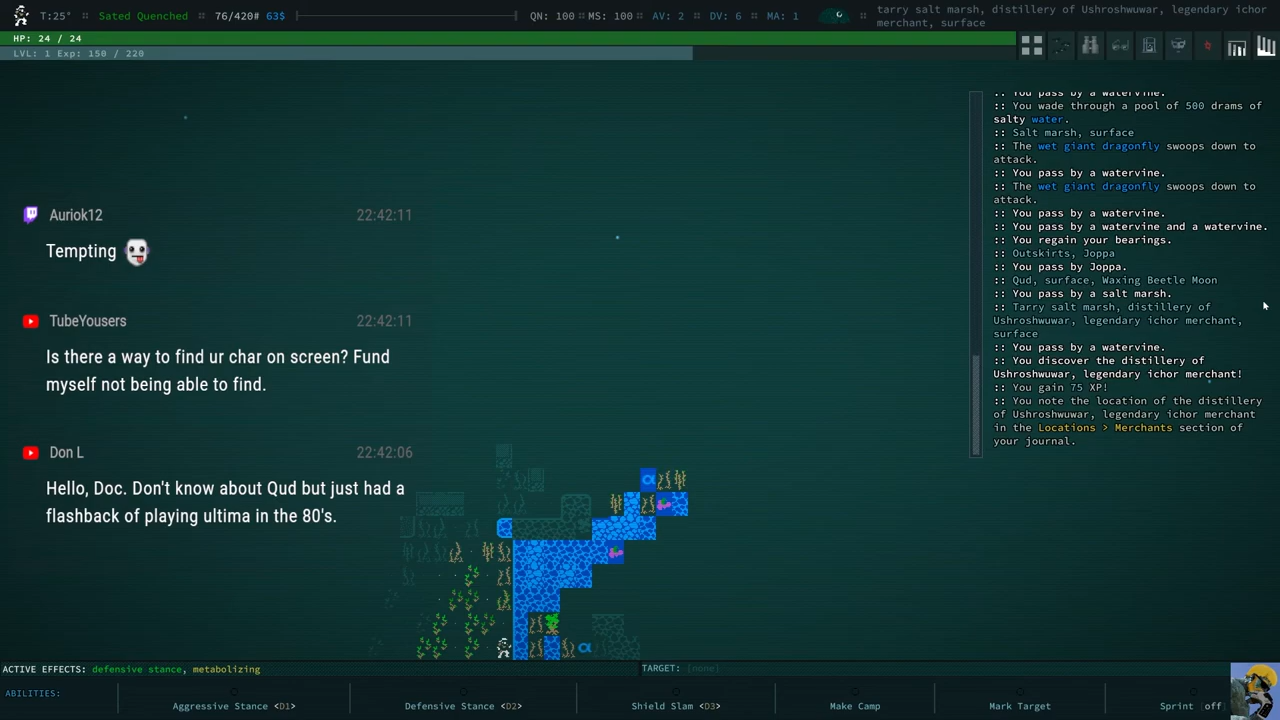 T:25° Sated Quenched :: 76/420# 63$ QN: 100 :: MS: 100 :: AV: 2 :: DV: 6 :: MA: 1 :: :: tarry salt marsh, distillery of Ushroshwuwar, legendary ichor
merchant, surface
HP: 24 / 24
LVL: 1 Exp: 150 / 220
Auriok12 22:42:11
Tempting
TubeYousers 22:42:11
Is there a way to find ur char on screen? Fund
myself not being able to find.
Don L 22:42:06
Hello, Doc. Don't know about Qud but just had a
flashback of playing ultima in the 80's.
:: You pass by a watervine.
:: You wade through a pool of 500 drams of
salty water.
:: Salt marsh, surface
:: The wet giant dragonfly swoops down to
attack.
:: You pass by a watervine.
:: The wet giant dragonfly swoops down to
attack.
:: You pass by a watervine.
:: You pass by a watervine and a watervine.
:: You regain your bearings.
:: Outskirts, Joppa
:: You pass by Joppa.
:: Qud, surface, Waxing Beetle Moon
:: You pass by a salt marsh.
:: Tarry salt marsh, distillery of
Ushroshwuwar, legendary ichor merchant,
surface
:: You pass by a watervine.
:: You discover the distillery of
Ushroshwuwar, legendary ichor merchant!
:: You gain 75 XP!
:: You note the location of the distillery
of Ushroshwuwar, legendary ichor merchant
in the Locations > Merchants section of
your journal.
ACTIVE EFFECTS: defensive stance, metabolizing
TARGET: [none]
ABILITIES:
Aggressive Stance <D1>
Defensive Stance <D2>
Shield Slam <D3>
Make Camp
Mark Target
Sprint [off